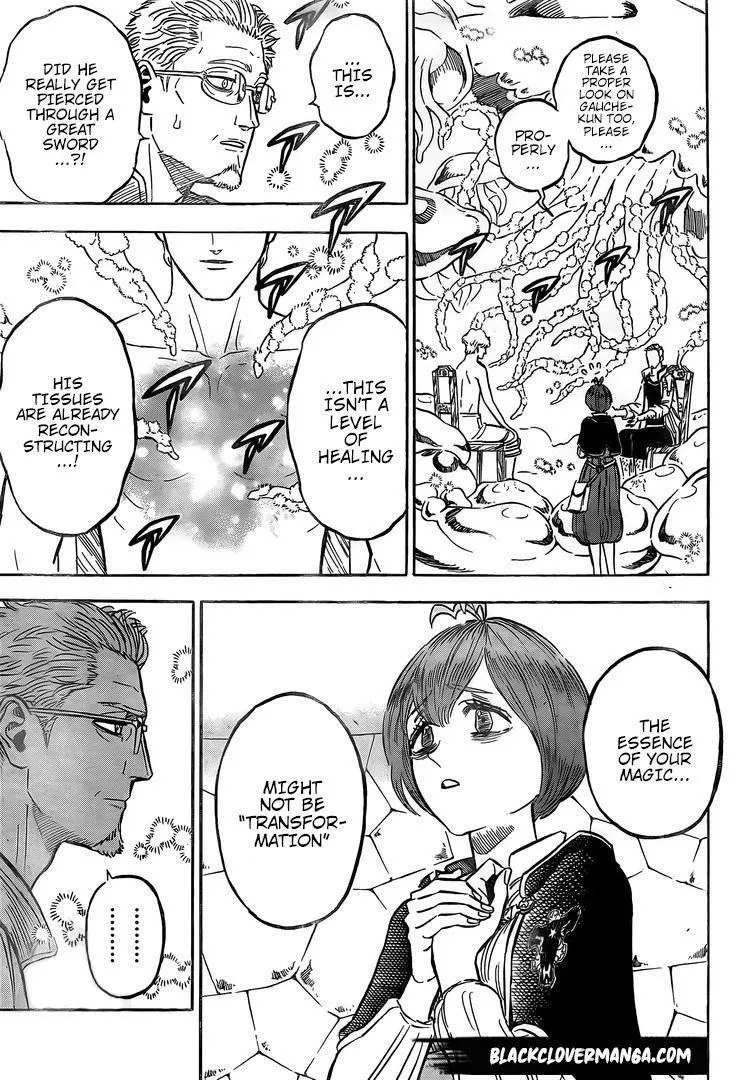 PLEASE
TAKE A
PROPER
LOOK ON
GAUCHE-
KUN TOO,
PLEASE
...
PRO-
PERLY...
...
THIS
IS...
DID HE
REALLY GET
PIERCED
THROUGH A
GREAT
SWORD
...?!
...THIS
ISN'T A
LEVEL
OF
HEALING
...
HIS
TISSUES
ARE ALREADY
RECON-
STRUCTING
...!
THE
ESSENCE
OF YOUR
MAGIC...
MIGHT
NOT BE
"TRANSFOR-
MATION"
........
BLACKCLOVERMANGA.COM